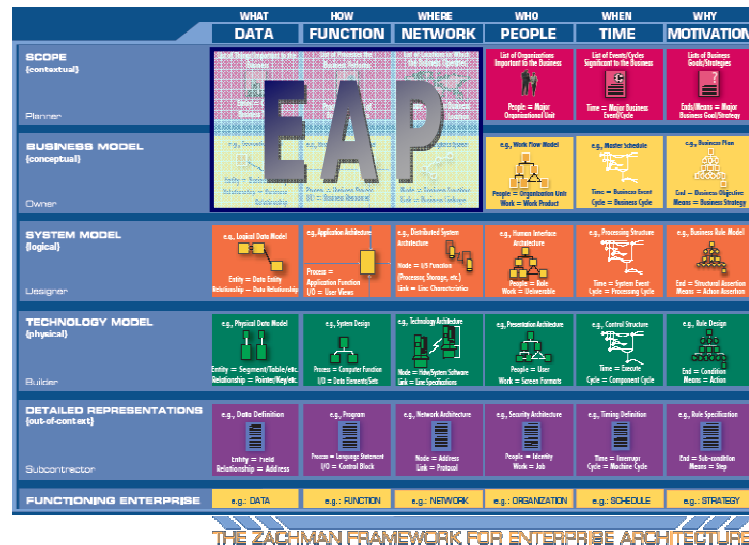 WHAT HOW WHERE WHO WHEN WHY
DATA FUNCTION NETWORK PEOPLE TIME MOTIVATION
SCOPE
{contextual}
Planner
EAP
List of Organizations
Important to the Business
People = Major
Organizational Unit
List of Events/Cycles
Significant to the Business
Time = Major Business
Event/Cycle
Lists of Business
Goals/Strategies
Ends/Means = Major
Business Goal/Strategy
BUSINESS MODEL
{conceptual}
Owner
e.g., Work Flow Model
People = Organization Unit
Work = Work Product
e.g., Master Schedule
Time = Business Event
Cycle = Business Cycle
e.g., Business Plan
End = Business Objective
Means = Business Strategy
SYSTEM MODEL
{logical}
Designer
e.g., Logical Data Model
Entity = Data Entity
Relationship = Data Relationship
e.g., Application Architecture
Process =
Application Function
I/O = User Views
e.g., Distributed System
Architecture
Node = I/S Function
(Processor, Storage, etc.)
Link = Line Characteristics
e.g., Human Interface
Architecture
People = Role
Work = Deliverable
e.g., Processing Structure
Time = System Event
Cycle = Processing Cycle
e.g., Business Rule Model
End = Structural Assertion
Means = Action Assertion
TECHNOLOGY MODEL
{physical}
Builder
e.g., Physical Data Model
Entity = Segment/Table/etc.
Relationship = Pointer/Key/etc.
e.g., System Design
Process = Computer Function
I/O = Data Elements/Sets
e.g., Technology Architecture
Node = Hdw/System Software
Link = Line Specifications
e.g., Presentation Architecture
People = User
Work = Screen Formats
e.g., Control Structure
Time = Execute
Cycle = Component Cycle
e.g., Rule Design
End = Condition
Means = Action
DETAILED REPRESENTATIONS
{out-of-context}
Subcontractor
e.g., Data Definition
Entity = Field
Relationship = Address
e.g., Program
Process = Language Statement
I/O = Control Block
e.g., Network Architecture
Node = Address
Link = Protocol
e.g., Security Architecture
People = Identity
Work = Job
e.g., Timing Definition
Time = Interrupt
Cycle = Machine Cycle
e.g., Rule Specification
End = Sub-condition
Means = Step
FUNCTIONING ENTERPRISE
e.g.: DATA
e.g.: FUNCTION
e.g.: NETWORK
e.g.: ORGANIZATION
e.g.: SCHEDULE
e.g.: STRATEGY
THE ZACHMAN FRAMEWORK FOR ENTERPRISE ARCHITECTURE